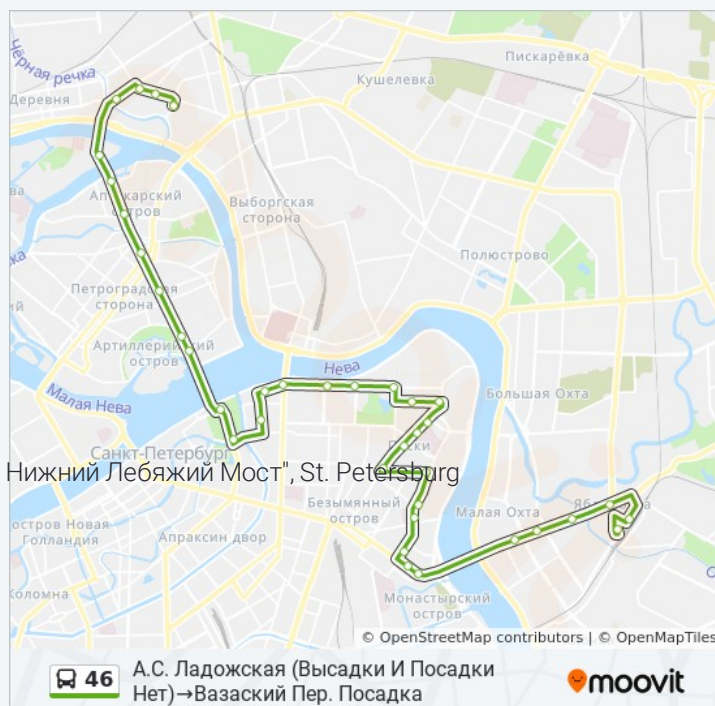 Чёрная речка
Деревня
Пискарёвка
Кушелевка
Аптекарский
остров
Выборгская
сторона
Полюстрово
Петроградская
сторона
Артиллерийский
остров
Нева
Малая Нева
Большая Охта
Санкт-Петербург
Пески
Нижний Лебяжий Мост", St. Petersburg
Безымянный
остров
Малая Охта
остров Новая
Голландия
Апраксин двор
Коломна
Монастырский
остров
© OpenStreetMap contributors | © OpenMapTiles
46
А.С. Ладожская (Высадки И Посадки
Нет)→Вазаский Пер. Посадка
moovit